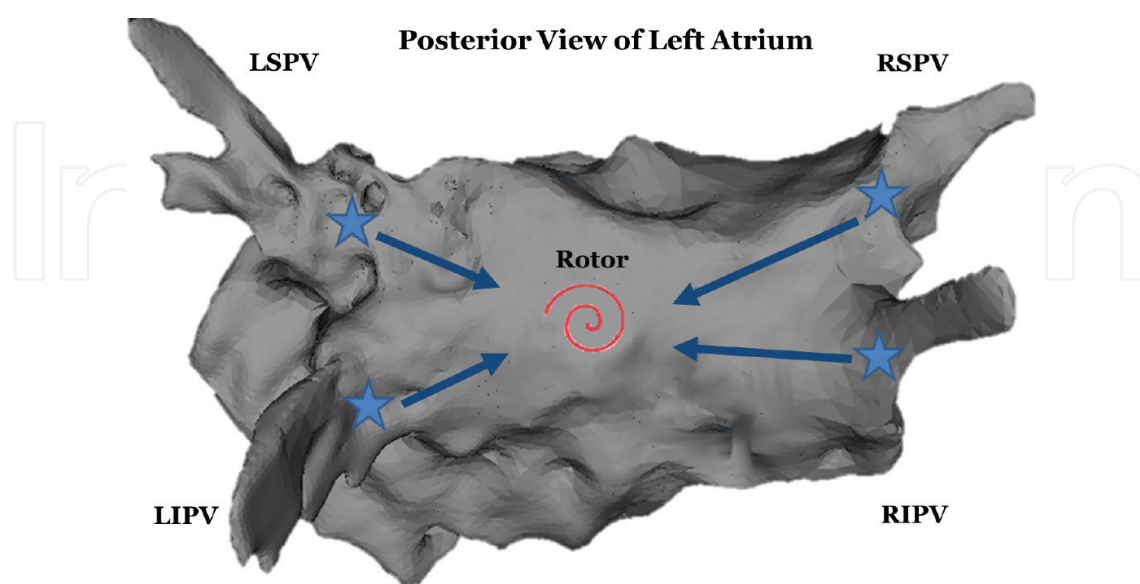 Posterior View of Left Atrium
LSPV
RSPV
Rotor
LIPV
RIPV